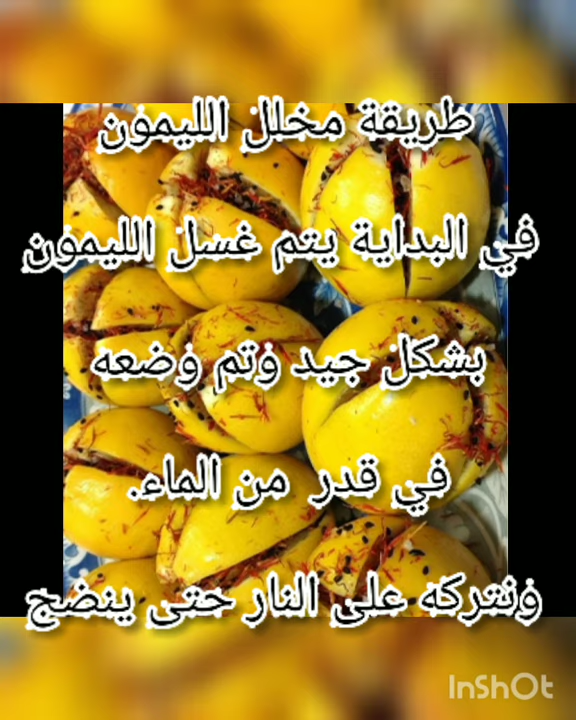 طريقة مخلل الليمون
في البداية يتم غسل الليمون
بشكل جيد وتم وضعه
في قدر من الماء.
ونتركه على النار حتى ينضج
InShOt